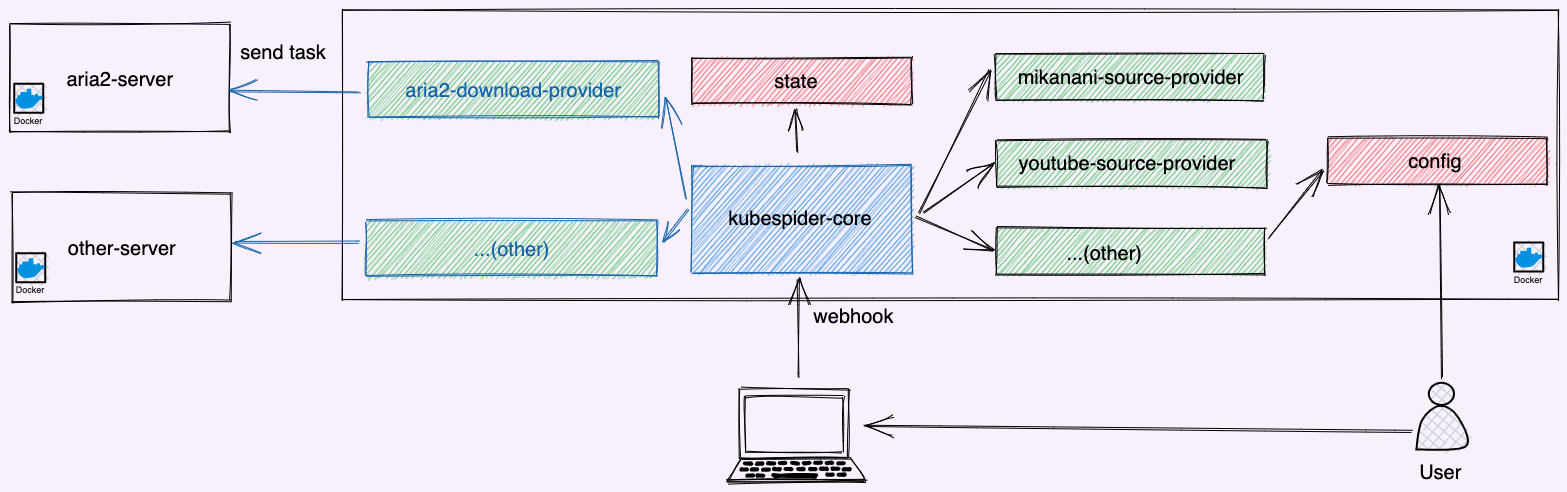 send task
aria2-server
Docker
aria2-download-provider
state
mikanani-source-provider
youtube-source-provider
config
kubespider-core
other-server
Docker
...(other)
...(other)
Docker
webhook
User